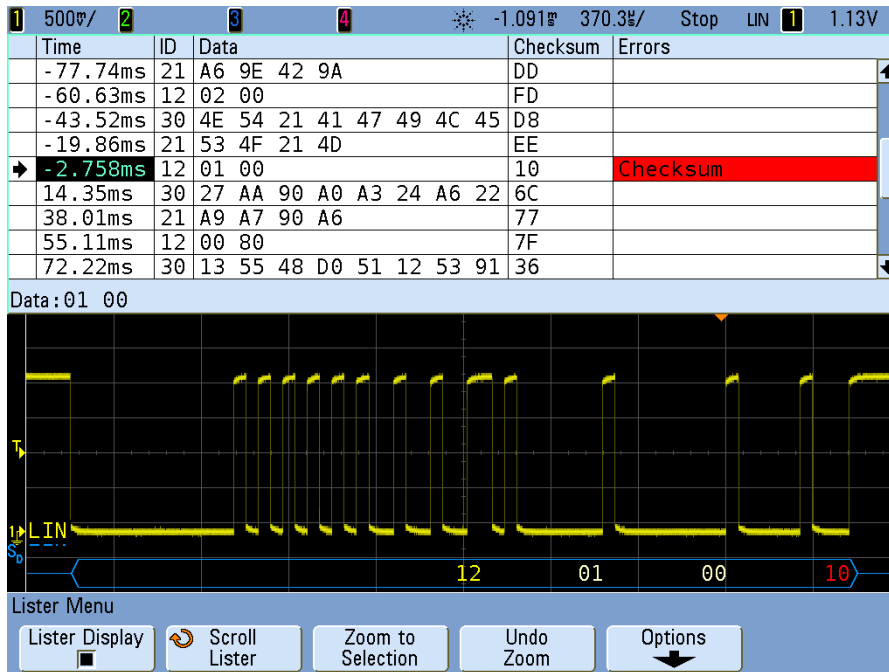 1 500mV/ 2 3 4 -1.091ms 370.3us/ Stop LIN 1 1.13V
Time ID Data Checksum Errors
-77.74ms 21 A6 9E 42 9A DD
-60.63ms 12 02 00 FD
-43.52ms 30 4E 54 21 41 47 49 4C 45 D8
-19.86ms 21 53 4F 21 4D EE
-2.758ms 12 01 00 10 Checksum
14.35ms 30 27 AA 90 A0 A3 24 A6 22 6C
38.01ms 21 A9 A7 90 A6 77
55.11ms 12 00 80 7F
72.22ms 30 13 55 48 D0 51 12 53 91 36
Data:01 00
T
1 LIN
SD
12 01 00 10
Lister Menu
Lister Display
Scroll Lister
Zoom to Selection
Undo Zoom
Options